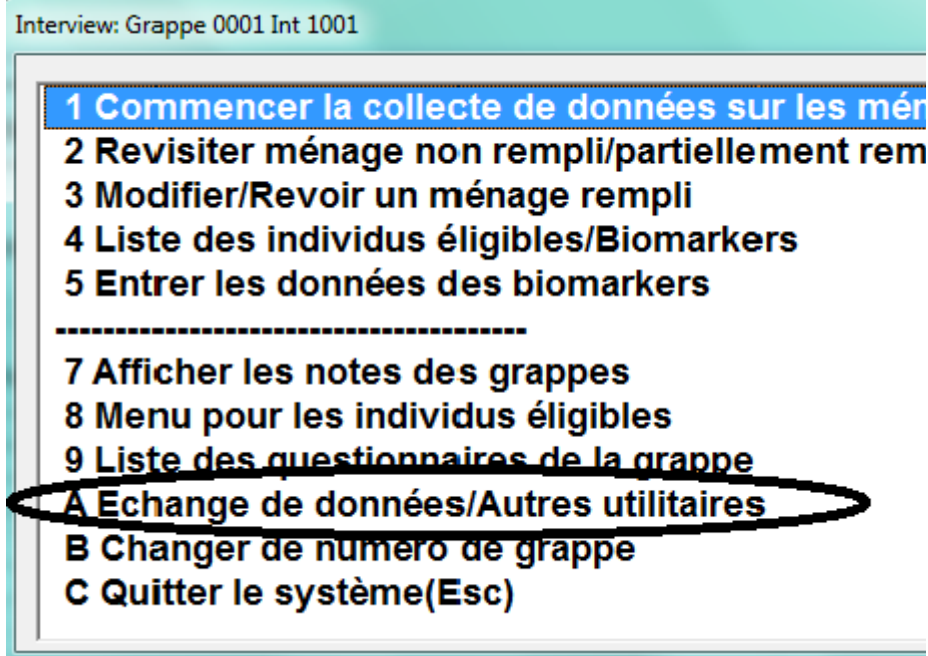 Interview: Grappe 0001 Int 1001
1 Commencer la collecte de données sur les
2 Revisiter ménage non rempli/partiellement
3 Modifier/Revoir un ménage rempli
4 Liste des individus éligibles/Biomarkers
5 Entrer les données des biomarkers
---------------------------------------
7 Afficher les notes des grappes
8 Menu pour les individus éligibles
9 Liste des questionnaires de la grappe
A Echange de données/Autres utilitaires
B Changer de numéro de grappe
C Quitter le système(Esc)